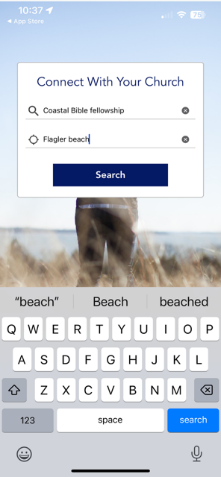 10:37
79
App Store
Connect With Your Church
Coastal Bible fellowship
Flagler beach
Search
"beach" Beach beached
Q W E R T Y U I O P
A S D F G H J K L
Z X C V B N M
123 space search